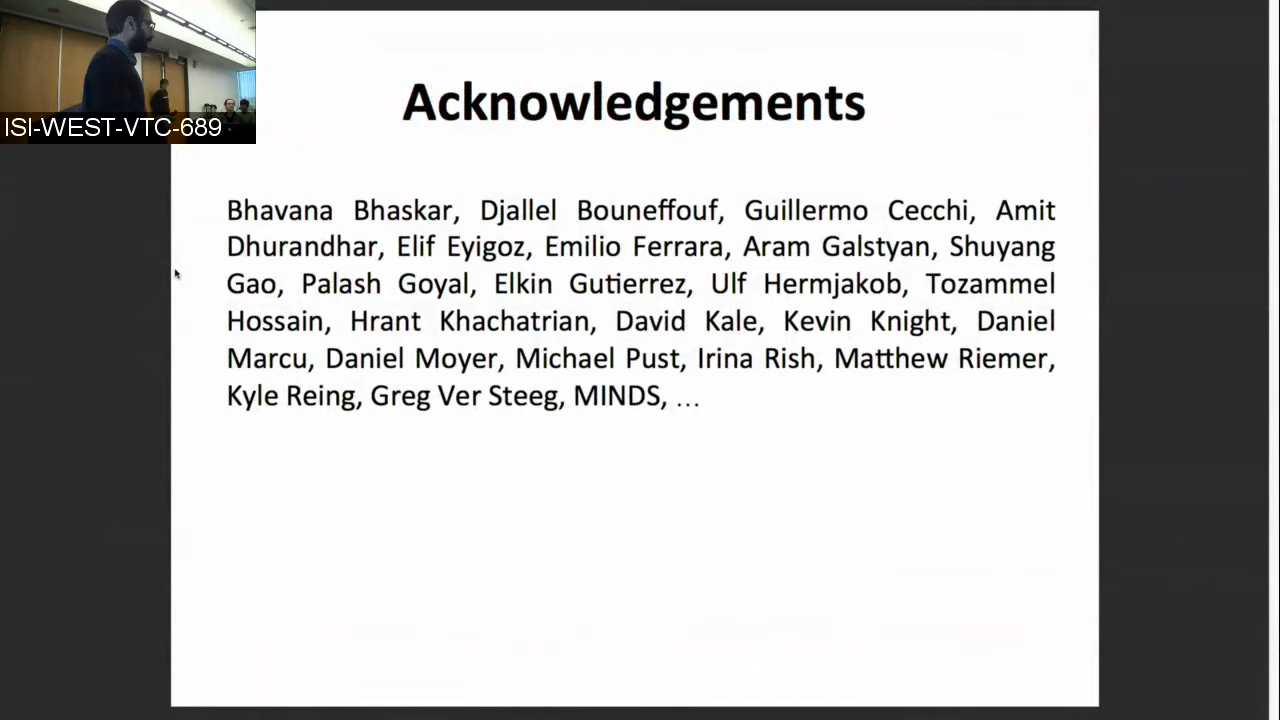 ISI-WEST-VTC-689
Acknowledgements
Bhavana Bhaskar, Djallel Bouneffouf, Guillermo Cecchi, Amit
Dhurandhar, Elif Eyigoz, Emilio Ferrara, Aram Galstyan, Shuyang
Gao, Palash Goyal, Elkin Gutierrez, Ulf Hermjakob, Tozammel
Hossain, Hrant Khachatrian, David Kale, Kevin Knight, Daniel
Marcu, Daniel Moyer, Michael Pust, Irina Rish, Matthew Riemer,
Kyle Reing, Greg Ver Steeg, MINDS, ...